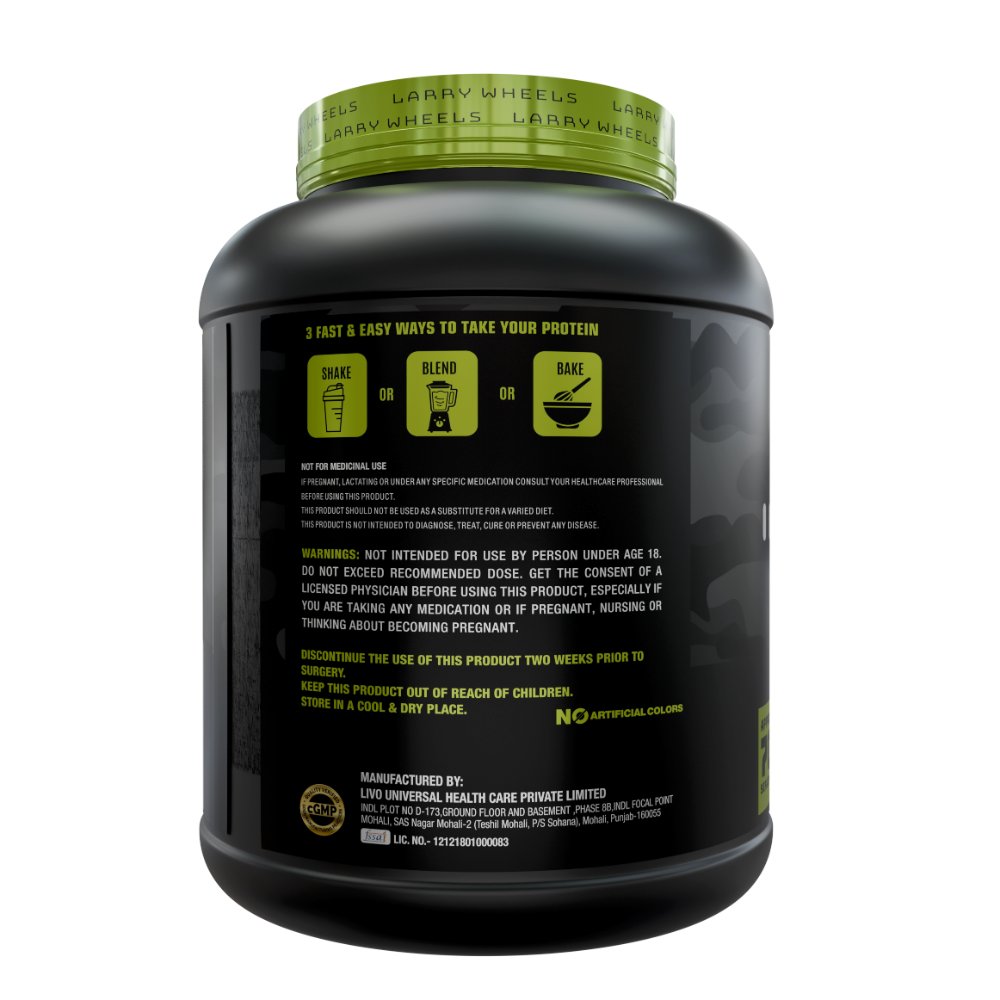 LARRY WHEELS LARRY
WHEELS LARRY WHEELS LARRY WHEELS
3 FAST & EASY WAYS TO TAKE YOUR PROTEIN
SHAKE OR BLEND OR BAKE
NOT FOR MEDICINAL USE
IF PREGNANT, LACTATING OR UNDER ANY SPECIFIC MEDICATION CONSULT YOUR HEALTHCARE PROFESSIONAL
BEFORE USING THIS PRODUCT.
THIS PRODUCT SHOULD NOT BE USED AS A SUBSTITUTE FOR A VARIED DIET.
THIS PRODUCT IS NOT INTENDED TO DIAGNOSE, TREAT, CURE OR PREVENT ANY DISEASE.
WARNINGS: NOT INTENDED FOR USE BY PERSON UNDER AGE 18.
DO NOT EXCEED RECOMMENDED DOSE. GET THE CONSENT OF A
LICENSED PHYSICIAN BEFORE USING THIS PRODUCT, ESPECIALLY IF
YOU ARE TAKING ANY MEDICATION OR IF PREGNANT, NURSING OR
THINKING ABOUT BECOMING PREGNANT.
DISCONTINUE THE USE OF THIS PRODUCT TWO WEEKS PRIOR TO
SURGERY.
KEEP THIS PRODUCT OUT OF REACH OF CHILDREN.
STORE IN A COOL & DRY PLACE.
NO ARTIFICIAL COLORS
MANUFACTURED BY:
LIVO UNIVERSAL HEALTH CARE PRIVATE LIMITED
INDL PLOT NO D-173,GROUND FLOOR AND BASEMENT ,PHASE 8B,INDL FOCAL POINT
MOHALI, SAS Nagar Mohali-2 (Teshil Mohali, P/S Sohana), Mohali, Punjab-160055
QUALITY VERIFIED
cGMP
fssai LIC. NO.- 12121801000083